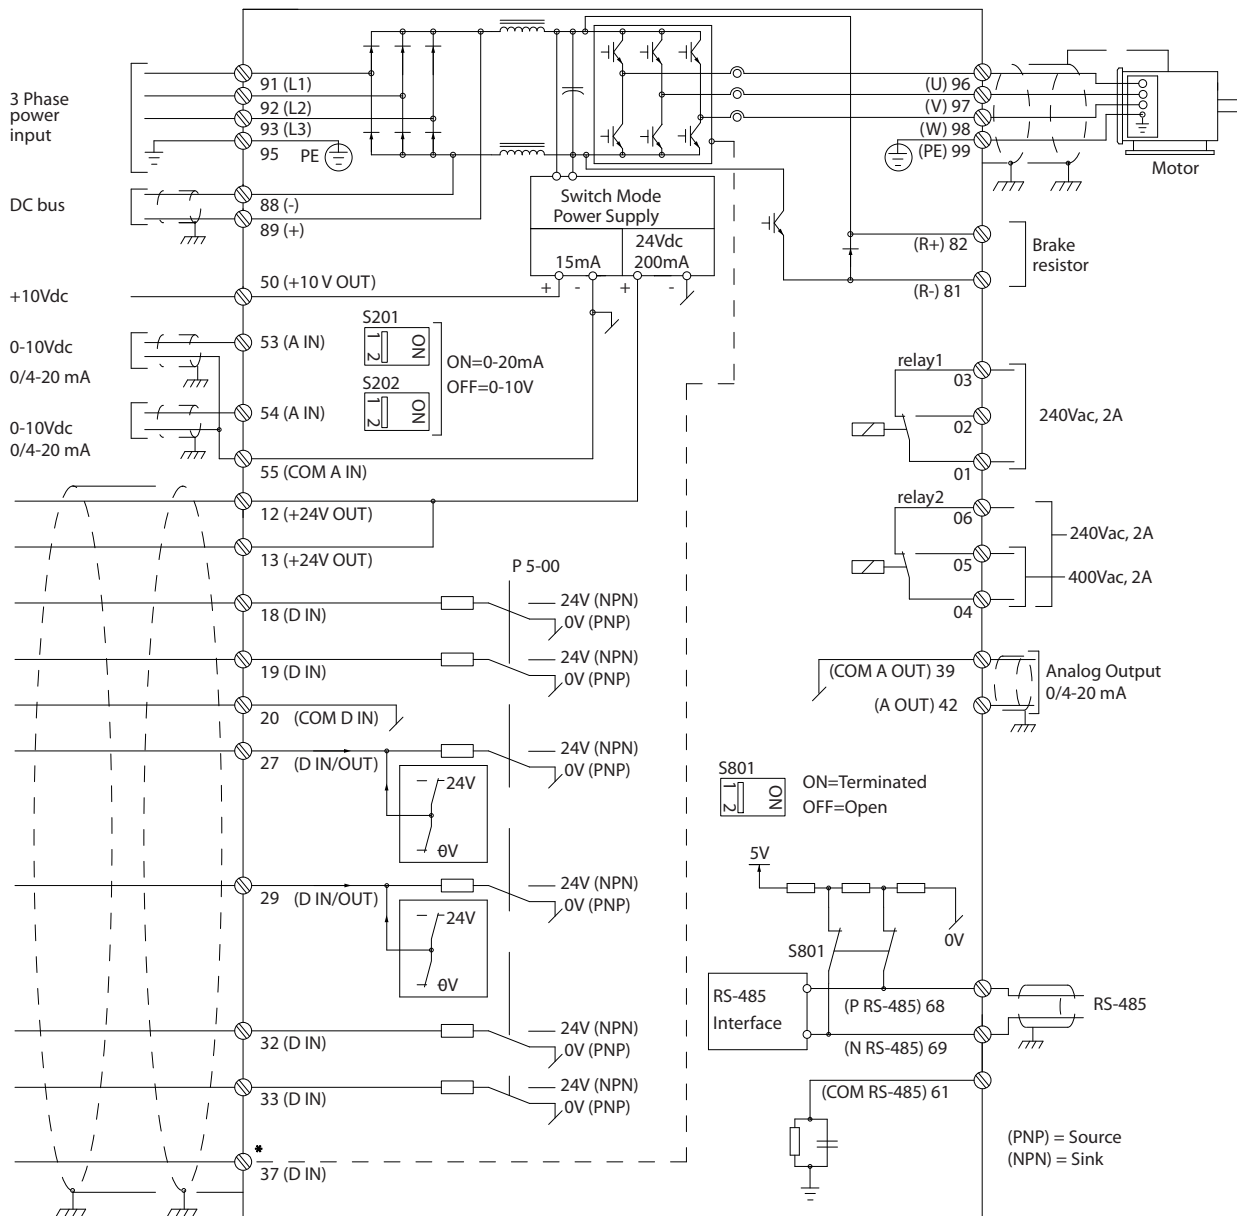 3 Phase
power
input
91 (L1)
92 (L2)
93 (L3)
95 PE
DC bus
88 (-)
89 (+)
+10Vdc
50 (+10 V OUT)
0-10Vdc
0/4-20 mA
53 (A IN)
0-10Vdc
0/4-20 mA
54 (A IN)
55 (COM A IN)
12 (+24V OUT)
13 (+24V OUT)
18 (D IN)
19 (D IN)
20 (COM D IN)
27 (D IN/OUT)
29 (D IN/OUT)
32 (D IN)
33 (D IN)
*
37 (D IN)
S201
1 2
ON
S202
1 2
ON
ON=0-20mA
OFF=0-10V
Switch Mode
Power Supply
15mA
24Vdc
200mA
+ - + -
P 5-00
24V (NPN)
0V (PNP)
24V (NPN)
0V (PNP)
24V (NPN)
0V (PNP)
24V
0V
24V (NPN)
0V (PNP)
24V
0V
24V (NPN)
0V (PNP)
24V (NPN)
0V (PNP)
(U) 96
(V) 97
(W) 98
(PE) 99
Motor
(R+) 82
(R-) 81
Brake
resistor
relay1
03
02
01
240Vac, 2A
relay2
06
05
04
240Vac, 2A
400Vac, 2A
(COM A OUT) 39
(A OUT) 42
Analog Output
0/4-20 mA
S801
1 2
ON
ON=Terminated
OFF=Open
5V
0V
S801
RS-485
Interface
(P RS-485) 68
(N RS-485) 69
RS-485
(COM RS-485) 61
(PNP) = Source
(NPN) = Sink